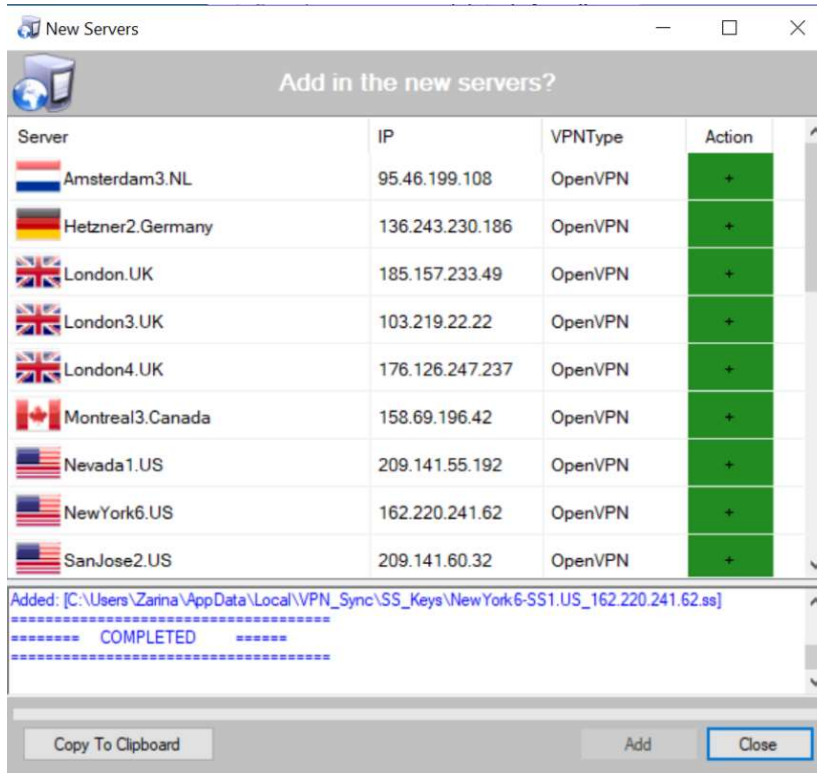 New Servers
Add in the new servers?
Server IP VPNType Action
Amsterdam3.NL 95.46.199.108 OpenVPN +
Hetzner2.Germany 136.243.230.186 OpenVPN +
London.UK 185.157.233.49 OpenVPN +
London3.UK 103.219.22.22 OpenVPN +
London4.UK 176.126.247.237 OpenVPN +
Montreal3.Canada 158.69.196.42 OpenVPN +
Nevada1.US 209.141.55.192 OpenVPN +
NewYork6.US 162.220.241.62 OpenVPN +
SanJose2.US 209.141.60.32 OpenVPN +
Added: [C:\Users\Zarina\AppData\Local\VPN_Sync\SS_Keys\NewYork6-SS1.US_162.220.241.62.ss]
=====================================
======== COMPLETED ======
=====================================
Copy To Clipboard Add Close